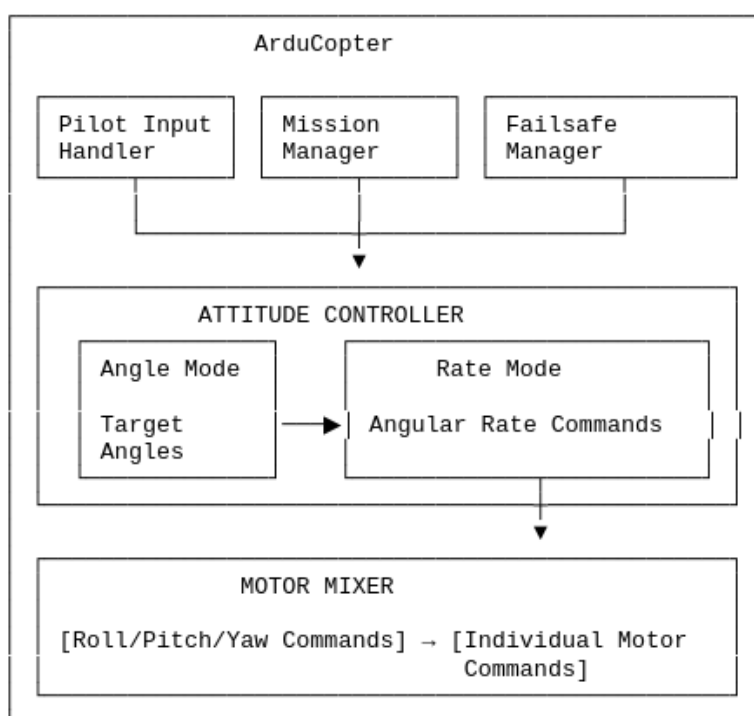 ArduCopter
Pilot Input
Handler
Mission
Manager
Failsafe
Manager
ATTITUDE CONTROLLER
Angle Mode
Target
Angles
Rate Mode
Angular Rate Commands
MOTOR MIXER
[Roll/Pitch/Yaw Commands] → [Individual Motor
Commands]